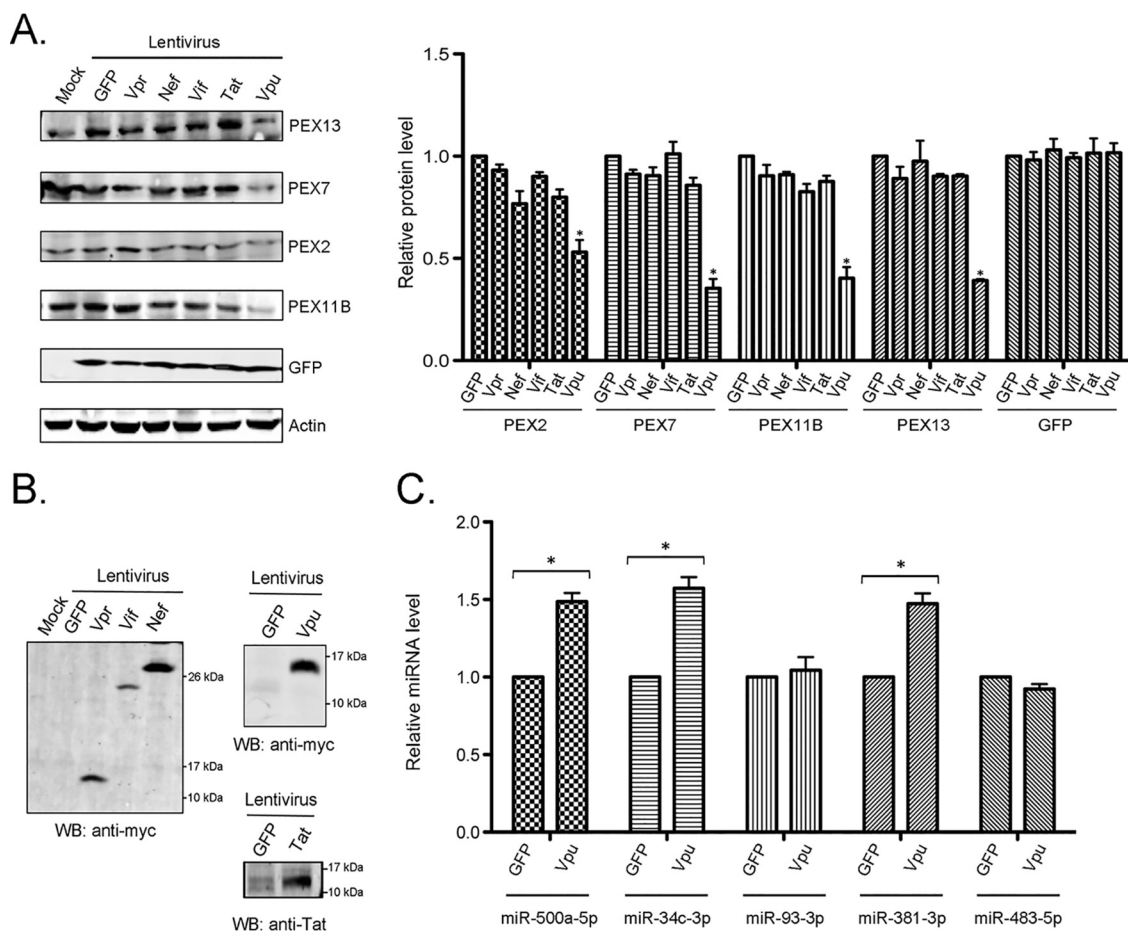 A.
Lentivirus
Mock GFP Vpr Nef Vif Tat Vpu
PEX13
PEX7
PEX2
PEX11B
GFP
Actin
Relative protein level
1.5
1.0
0.5
0.0
* * * *
GFP Vpr Nef Vif Tat Vpu GFP Vpr Nef Vif Tat Vpu GFP Vpr Nef Vif Tat Vpu GFP Vpr Nef Vif Tat Vpu GFP Vpr Nef Vif Tat Vpu
PEX2 PEX7 PEX11B PEX13 GFP
B.
Lentivirus
Mock GFP Vpr Vif Nef
26 kDa
17 kDa
10 kDa
WB: anti-myc
Lentivirus
GFP Vpu
17 kDa
10 kDa
WB: anti-myc
Lentivirus
GFP Tat
17 kDa
10 kDa
WB: anti-Tat
C.
Relative miRNA level
2.0
1.5
1.0
0.5
0.0
* * *
GFP Vpu GFP Vpu GFP Vpu GFP Vpu GFP Vpu
miR-500a-5p miR-34c-3p miR-93-3p miR-381-3p miR-483-5p